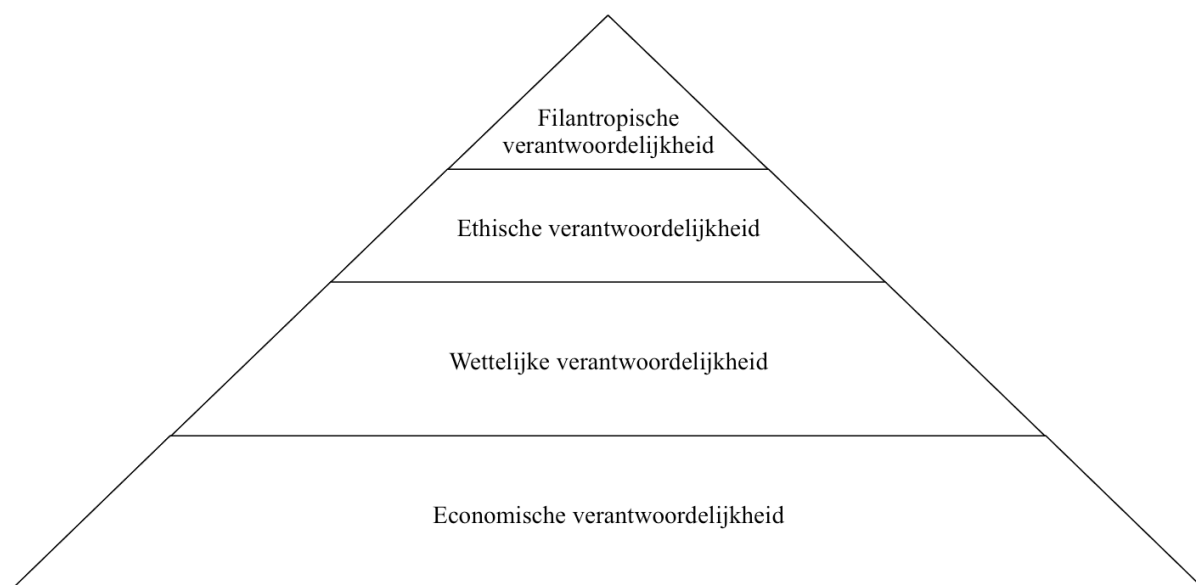 Filantropische
verantwoordelijkheid
Ethische verantwoordelijkheid
Wettelijke verantwoordelijkheid
Economische verantwoordelijkheid